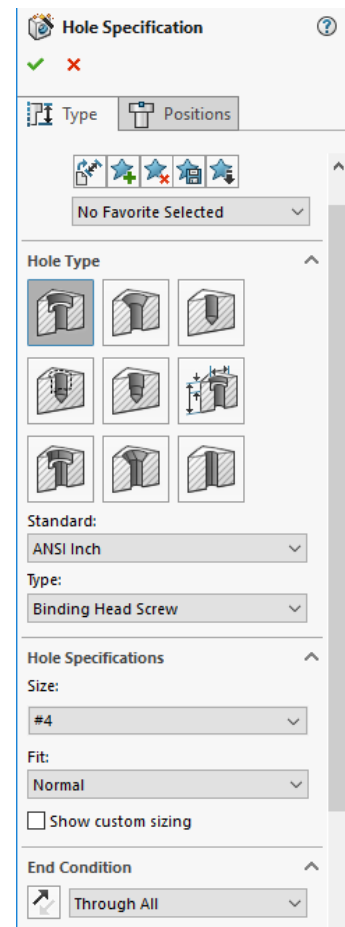 Hole Specification
Type
Positions
No Favorite Selected
Hole Type
Standard:
ANSI Inch
Type:
Binding Head Screw
Hole Specifications
Size:
#4
Fit:
Normal
Show custom sizing
End Condition
Through All